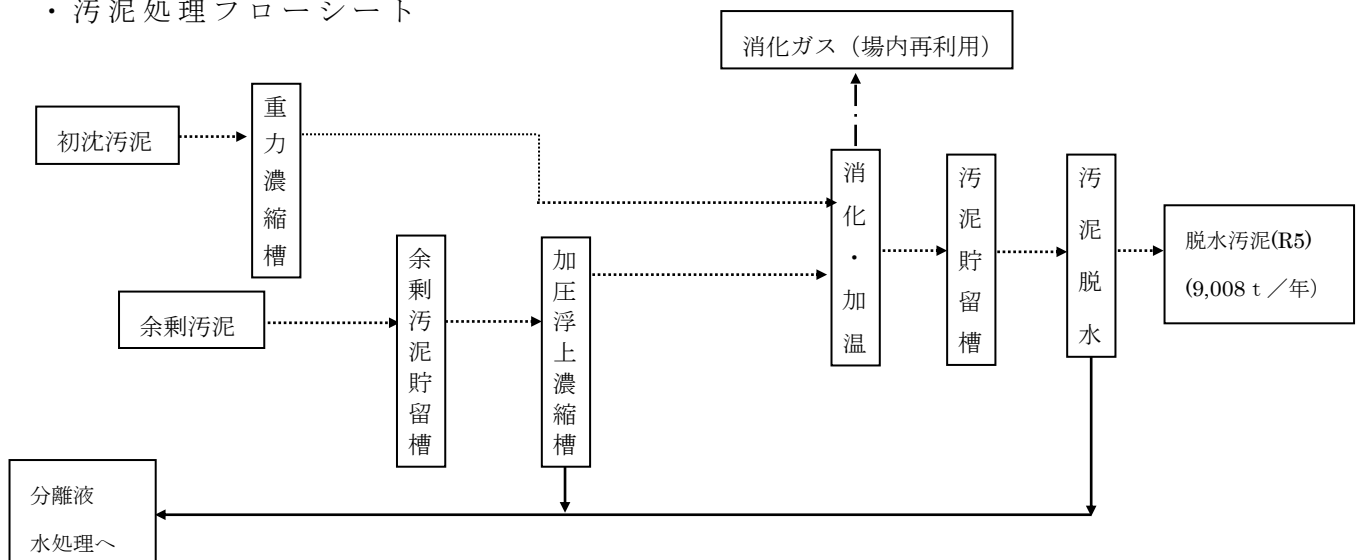 ・汚泥処理フローシート
消化ガス（場内再利用）
初沈汚泥
重力濃縮槽
余剰汚泥
余剰汚泥貯留槽
加圧浮上濃縮槽
消化・加温
汚泥貯留槽
汚泥脱水
脱水汚泥(R5)
(9,008ｔ／年)
分離液
水処理へ